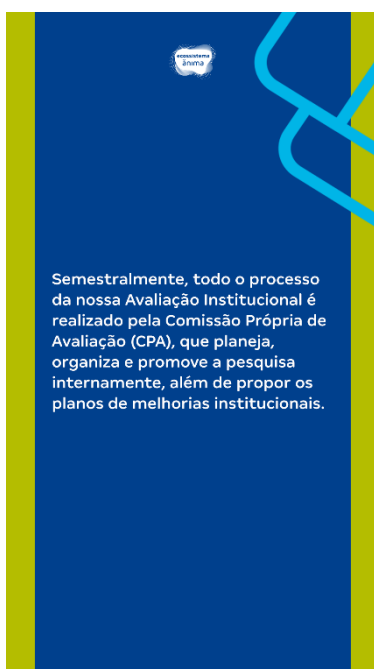 ecossistema
ânima
Semestralmente, todo o processo
da nossa Avaliação Institucional é
realizado pela Comissão Própria de
Avaliação (CPA), que planeja,
organiza e promove a pesquisa
internamente, além de propor os
planos de melhorias institucionais.